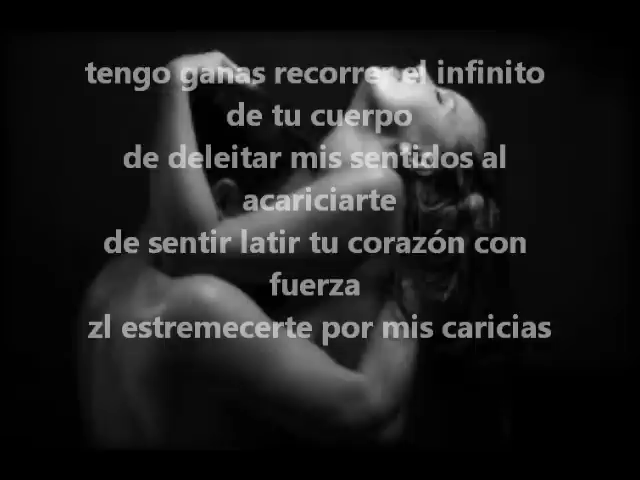 tengo ganas recorrer el infinito
de tu cuerpo
de deleitar mis sentidos al
acariciarte
de sentir latir tu corazón con
fuerza
zl estremecerte por mis caricias